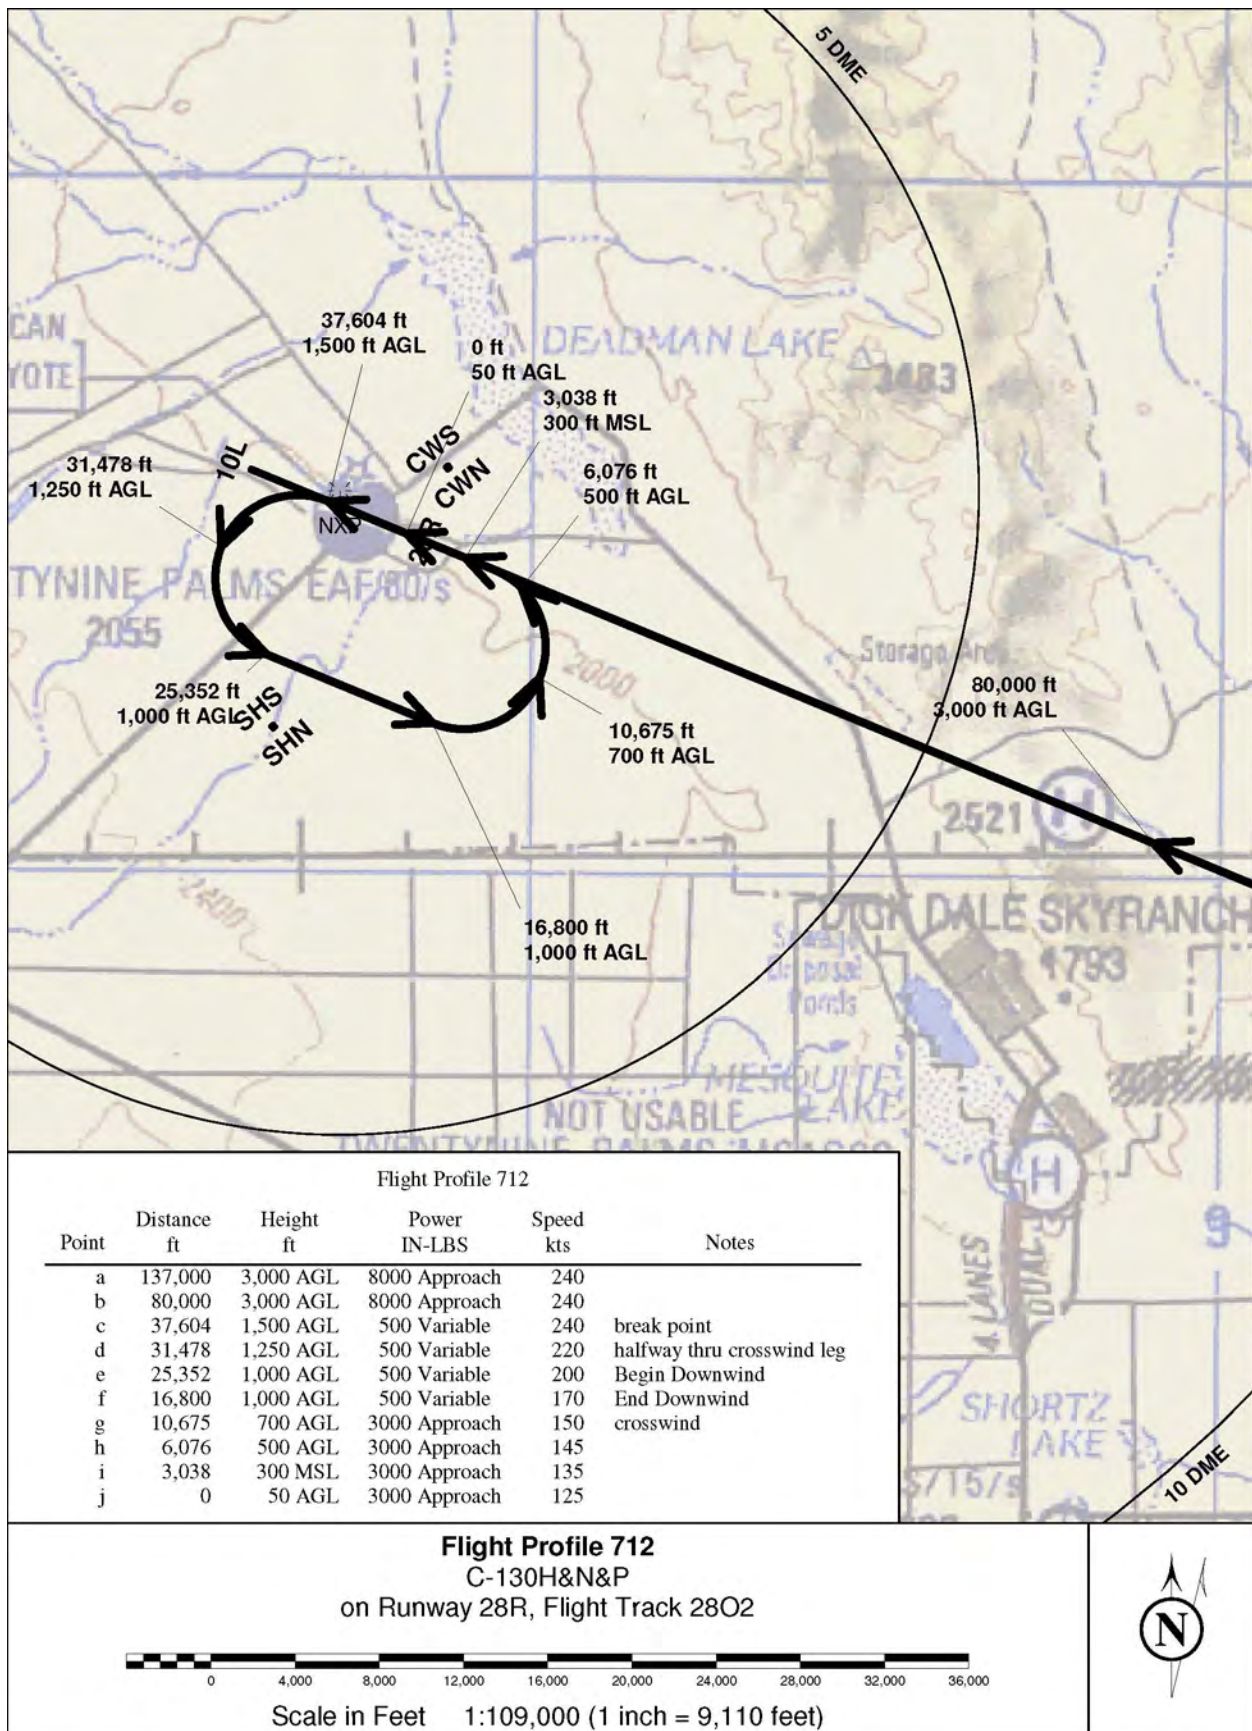 5 DME
CAN
YOTE
37,604 ft
1,500 ft AGL
0 ft
50 ft AGL
DEADMAN LAKE
3483
3,038 ft
300 ft MSL
CWS
CWN
10L
31,478 ft
1,250 ft AGL
6,076 ft
500 ft AGL
TYNINE PALMS EAF/80/s
2055
2000
Storage Area
80,000 ft
3,000 ft AGL
25,352 ft
1,000 ft AGL
SHS
SHN
10,675 ft
700 ft AGL
2521
H
2400
16,800 ft
1,000 ft AGL
DICK DALE SKYRANCH
1793
Sewage
Disposal
Ponds
MESQUITE
LAKE
NOT USABLE
H
9
4 LANES
DUAL
SHORTZ
LAKE
10 DME
Flight Profile 712
Point Distance ft Height ft Power IN-LBS Speed kts Notes
a 137,000 3,000 AGL 8000 Approach 240
b 80,000 3,000 AGL 8000 Approach 240
c 37,604 1,500 AGL 500 Variable 240 break point
d 31,478 1,250 AGL 500 Variable 220 halfway thru crosswind leg
e 25,352 1,000 AGL 500 Variable 200 Begin Downwind
f 16,800 1,000 AGL 500 Variable 170 End Downwind
g 10,675 700 AGL 3000 Approach 150 crosswind
h 6,076 500 AGL 3000 Approach 145
i 3,038 300 MSL 3000 Approach 135
j 0 50 AGL 3000 Approach 125
Flight Profile 712
C-130H&N&P
on Runway 28R, Flight Track 28O2
0 4,000 8,000 12,000 16,000 20,000 24,000 28,000 32,000 36,000
Scale in Feet 1:109,000 (1 inch = 9,110 feet)
N